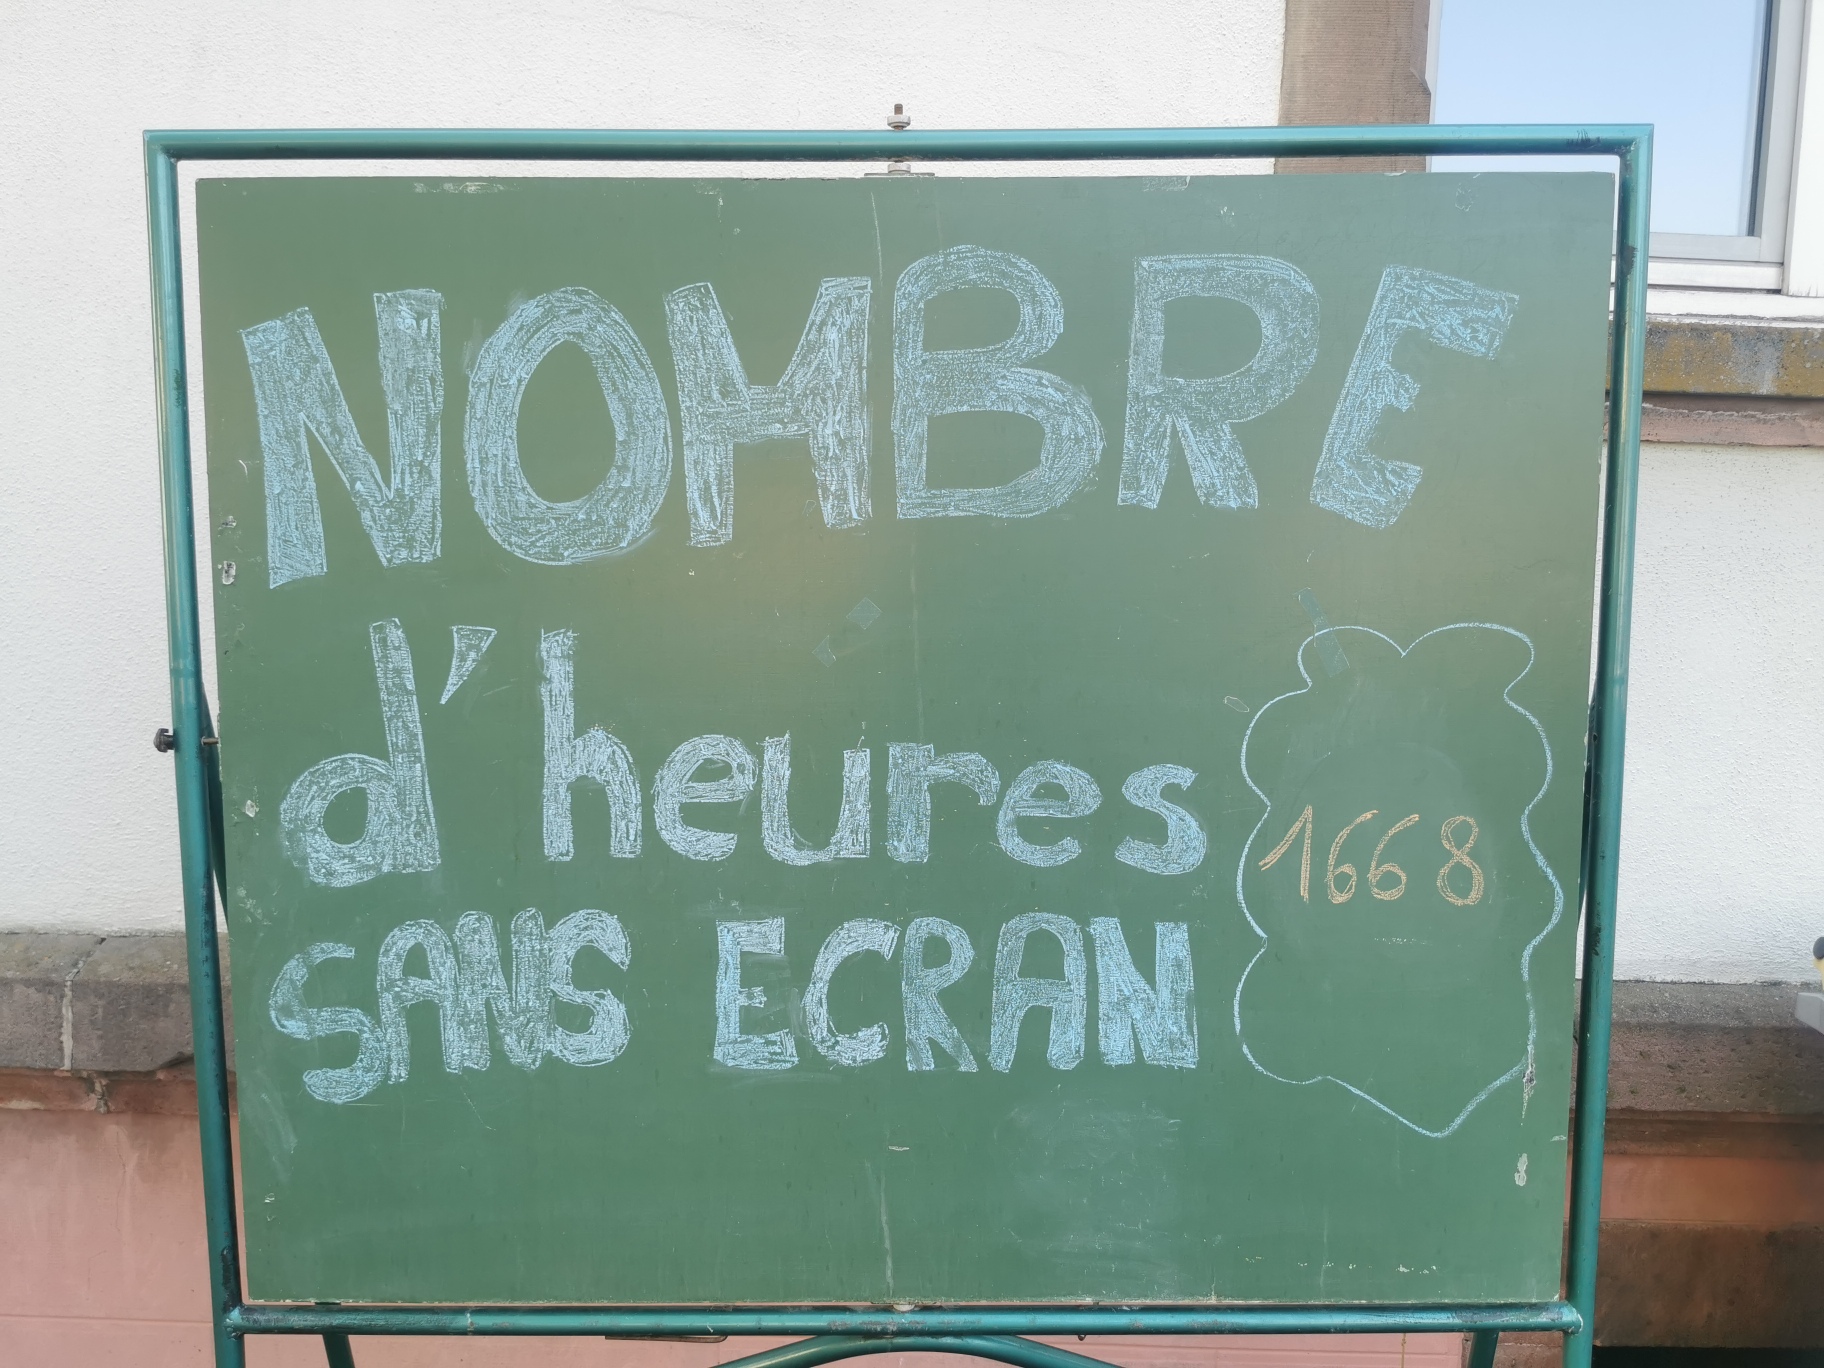 NOMBRE
d'heures
SANS ECRAN
1668